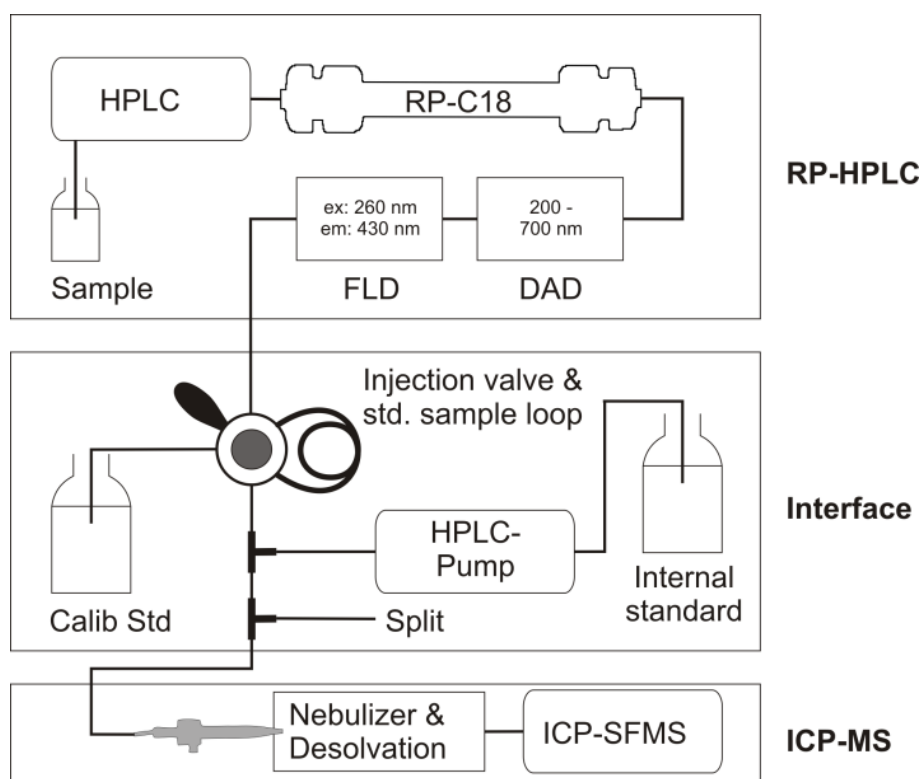 HPLC
RP-C18
RP-HPLC
ex: 260 nm
em: 430 nm
200 -
700 nm
Sample
FLD
DAD
Injection valve &
std. sample loop
Interface
HPLC-
Pump
Calib Std
Split
Internal
standard
Nebulizer &
Desolvation
ICP-SFMS
ICP-MS